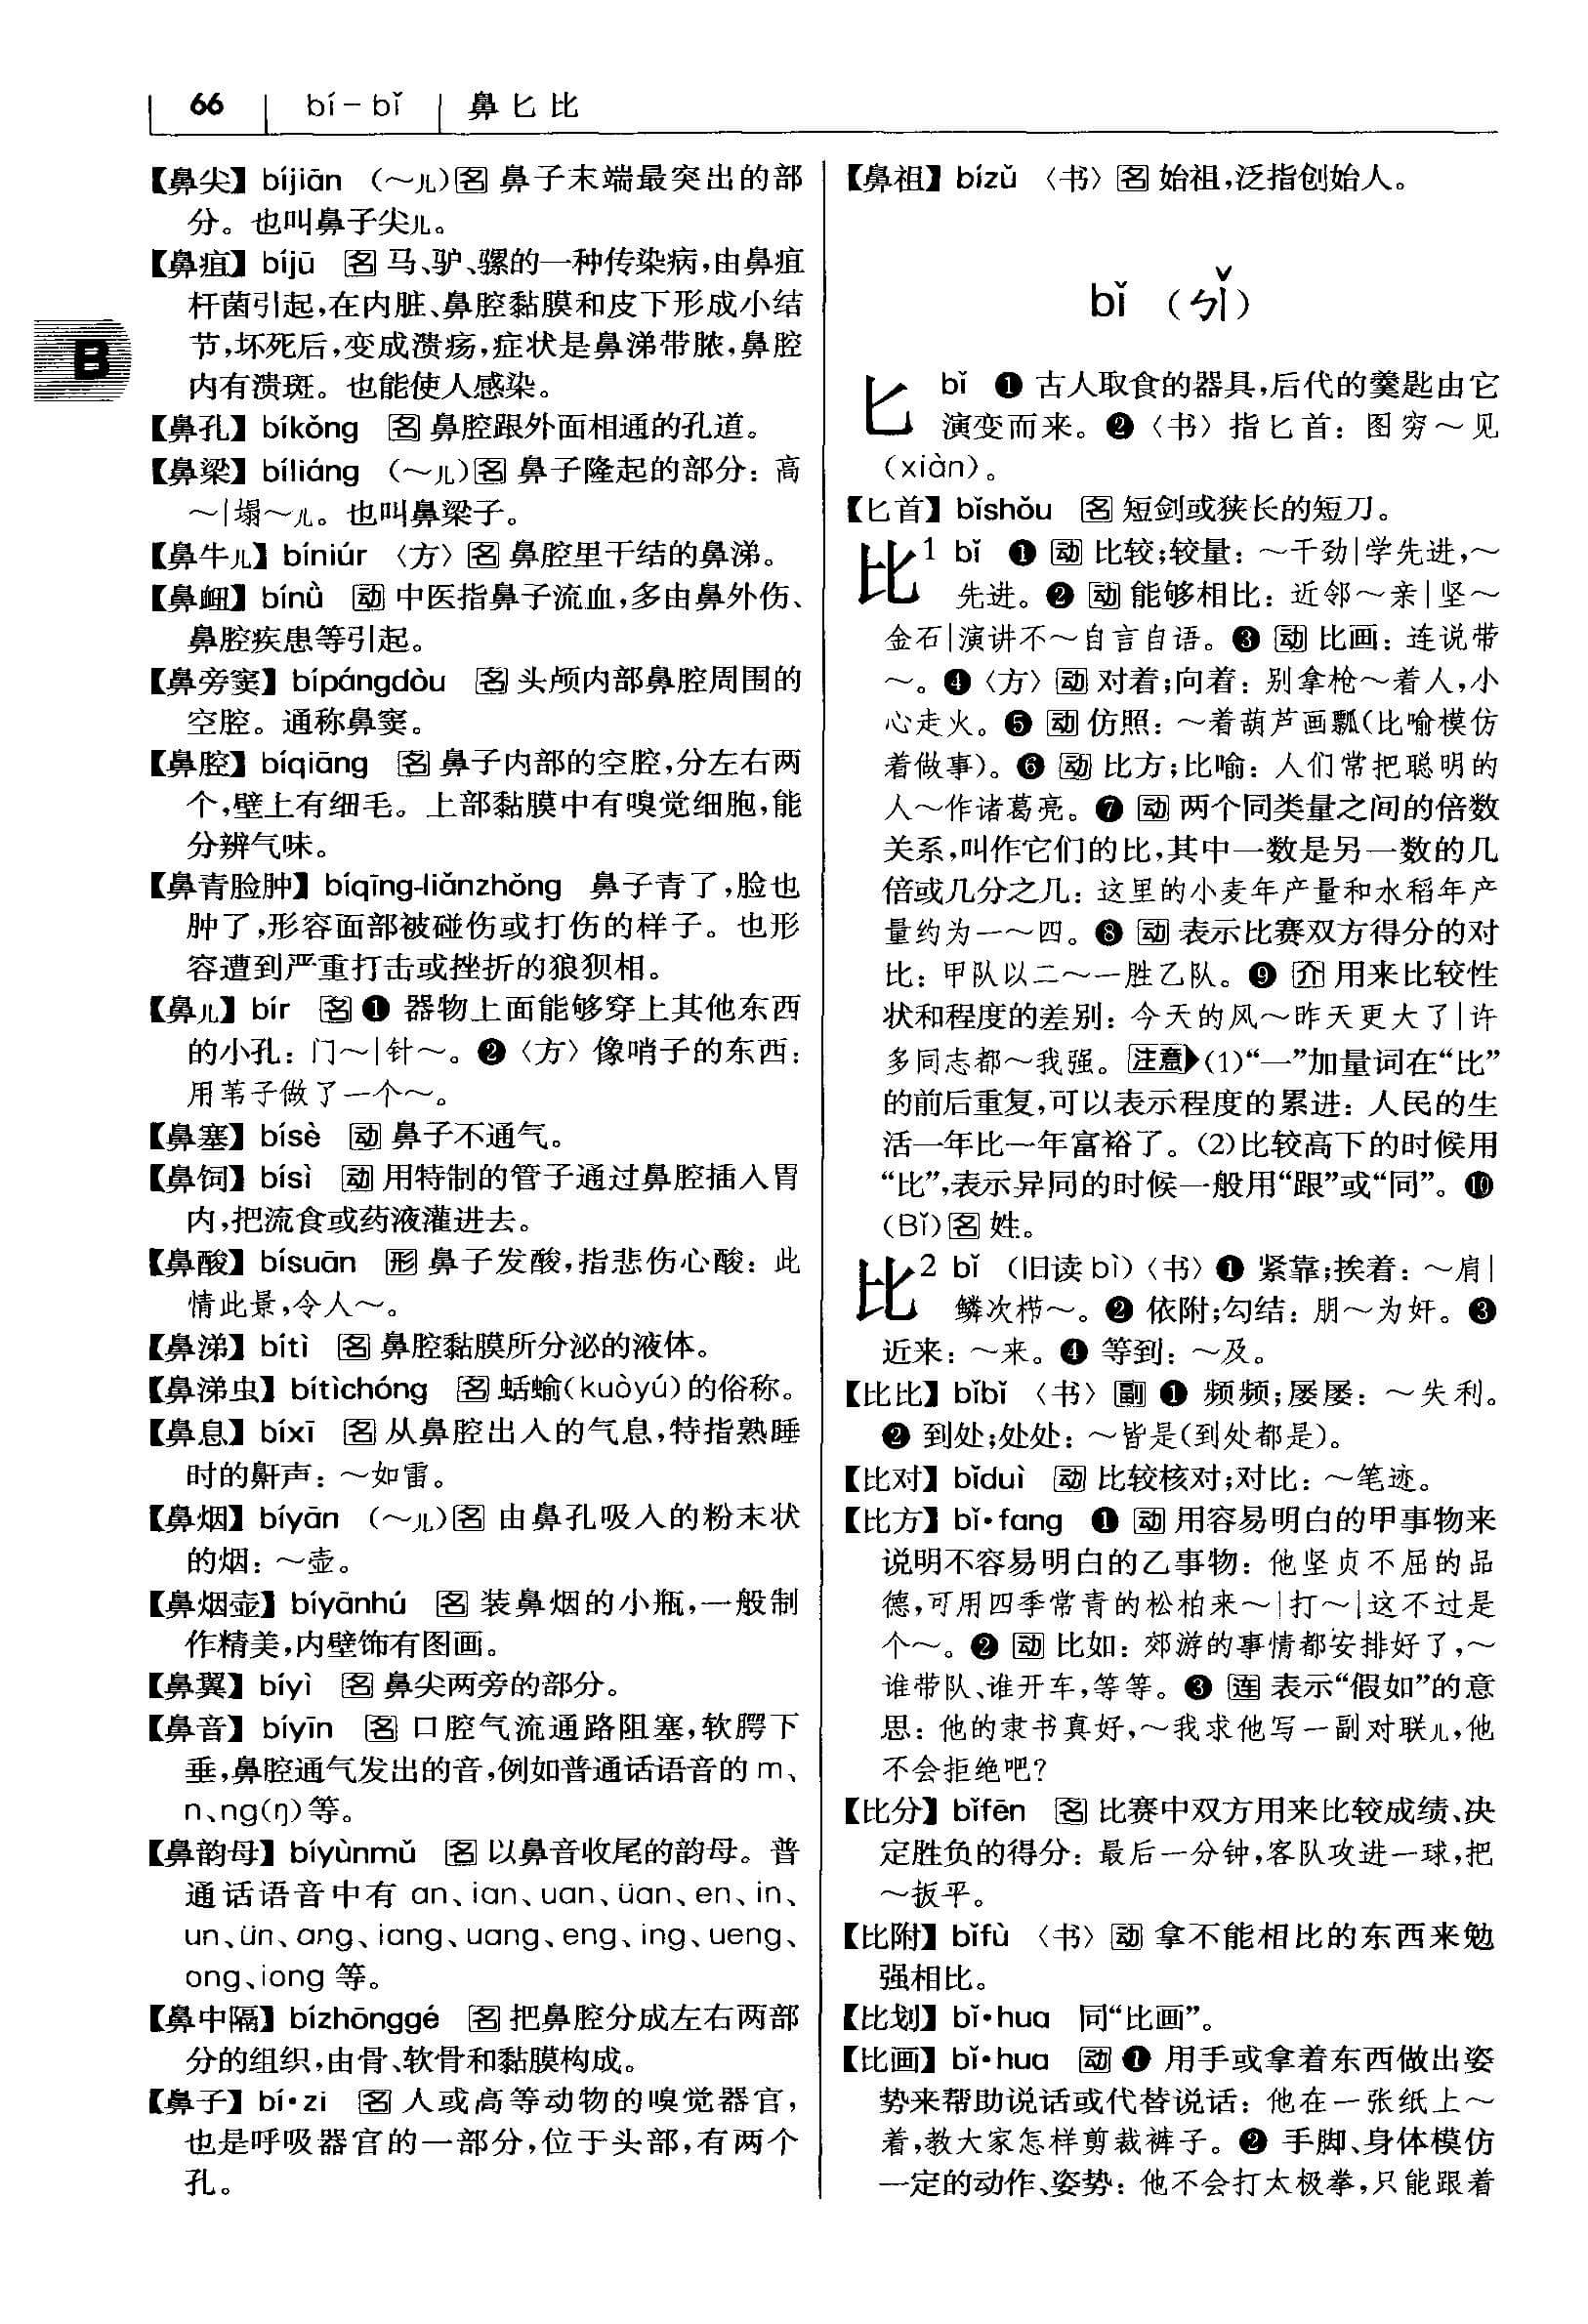 66 bí－bǐ 鼻匕比
【鼻尖】bíjiān （～儿）名 鼻子末端最突出的部
分。也叫鼻子尖儿。
【鼻疽】bíjū 名 马、驴、骡的一种传染病，由鼻疽
杆菌引起，在内脏、鼻腔黏膜和皮下形成小结
节，坏死后，变成溃疡，症状是鼻涕带脓，鼻腔
内有溃斑。也能使人感染。
【鼻孔】bíkǒng 名 鼻腔跟外面相通的孔道。
【鼻梁】bíliáng （～儿）名 鼻子隆起的部分：高
～|塌～儿。也叫鼻梁子。
【鼻牛儿】bíniúr 〈方〉名 鼻腔里干结的鼻涕。
【鼻衄】bínǜ 动 中医指鼻子流血，多由鼻外伤、
鼻腔疾患等引起。
【鼻旁窦】bípángdòu 名 头颅内部鼻腔周围的
空腔。通称鼻窦。
【鼻腔】bíqiāng 名 鼻子内部的空腔，分左右两
个，壁上有细毛。上部黏膜中有嗅觉细胞，能
分辨气味。
【鼻青脸肿】bíqīng-liǎnzhǒng 鼻子青了，脸也
肿了，形容面部被碰伤或打伤的样子。也形
容遭到严重打击或挫折的狼狈相。
【鼻儿】bír 名❶ 器物上面能够穿上其他东西
的小孔：门～|针～。❷〈方〉像哨子的东西：
用苇子做了一个～。
【鼻塞】bísè 动 鼻子不通气。
【鼻饲】bísì 动 用特制的管子通过鼻腔插入胃
内，把流食或药液灌进去。
【鼻酸】bísuān 形 鼻子发酸，指悲伤心酸：此
情此景，令人～。
【鼻涕】bítì 名 鼻腔黏膜所分泌的液体。
【鼻涕虫】bítìchóng 名 蛞蝓（kuòyú）的俗称。
【鼻息】bíxī 名 从鼻腔出入的气息，特指熟睡
时的鼾声：～如雷。
【鼻烟】bíyān （～儿）名 由鼻孔吸入的粉末状
的烟：～壶。
【鼻烟壶】bíyānhú 名 装鼻烟的小瓶，一般制
作精美，内壁饰有图画。
【鼻翼】bíyì 名 鼻尖两旁的部分。
【鼻音】bíyīn 名 口腔气流通路阻塞，软腭下
垂，鼻腔通气发出的音，例如普通话语音的 m、
n、ng(ŋ)等。
【鼻韵母】bíyùnmǔ 名 以鼻音收尾的韵母。普
通话语音中有 an、ian、uan、üan、en、in、
un、ün、ang、iang、uang、eng、ing、ueng、
ong、iong 等。
【鼻中隔】bízhōnggé 名 把鼻腔分成左右两部
分的组织，由骨、软骨和黏膜构成。
【鼻子】bí•zi 名 人或高等动物的嗅觉器官，
也是呼吸器官的一部分，位于头部，有两个
孔。
B
【鼻祖】bízǔ 〈书〉名 始祖，泛指创始人。
bǐ （ㄅㄧˇ）
匕 bǐ ❶ 古人取食的器具，后代的羹匙由它
演变而来。❷〈书〉指匕首：图穷～见
（xiàn）。
【匕首】bǐshǒu 名 短剑或狭长的短刀。
比1 bǐ ❶ 动 比较；较量：～干劲|学先进，～
先进。❷ 动 能够相比：近邻～亲|坚～
金石|演讲不～自言自语。❸ 动 比画：连说带
～。❹〈方〉动 对着；向着：别拿枪～着人，小
心走火。❺ 动 仿照：～着葫芦画瓢（比喻模仿
着做事）。❻ 动 比方；比喻：人们常把聪明的
人～作诸葛亮。❼ 动 两个同类量之间的倍数
关系，叫作它们的比，其中一数是另一数的几
倍或几分之几：这里的小麦年产量和水稻年产
量约为一～四。❽ 动 表示比赛双方得分的对
比：甲队以二～一胜乙队。❾ 介 用来比较性
状和程度的差别：今天的风～昨天更大了|许
多同志都～我强。注意 (1)“一”加量词在“比”
的前后重复，可以表示程度的累进：人民的生
活一年比一年富裕了。(2)比较高下的时候用
“比”，表示异同的时候一般用“跟”或“同”。❿
（Bǐ）名 姓。
比2 bǐ （旧读 bì）〈书〉❶ 紧靠；挨着：～肩|
鳞次栉～。❷ 依附；勾结：朋～为奸。❸
近来：～来。❹ 等到：～及。
【比比】bǐbǐ 〈书〉副 ❶ 频频；屡屡：～失利。
❷ 到处；处处：～皆是（到处都是）。
【比对】bǐduì 动 比较核对；对比：～笔迹。
【比方】bǐ•fang ❶ 动 用容易明白的甲事物来
说明不容易明白的乙事物：他坚贞不屈的品
德，可用四季常青的松柏来～|打～|这不过是
个～。❷ 动 比如：郊游的事情都安排好了，～
谁带队、谁开车，等等。❸ 连 表示“假如”的意
思：他的隶书真好，～我求他写一副对联儿，他
不会拒绝吧？
【比分】bǐfēn 名 比赛中双方用来比较成绩、决
定胜负的得分：最后一分钟，客队攻进一球，把
～扳平。
【比附】bǐfù 〈书〉动 拿不能相比的东西来勉
强相比。
【比划】bǐ•hua 同“比画”。
【比画】bǐ•hua 动 ❶ 用手或拿着东西做出姿
势来帮助说话或代替说话：他在一张纸上～
着，教大家怎样剪裁裤子。❷ 手脚、身体模仿
一定的动作、姿势：他不会打太极拳，只能跟着